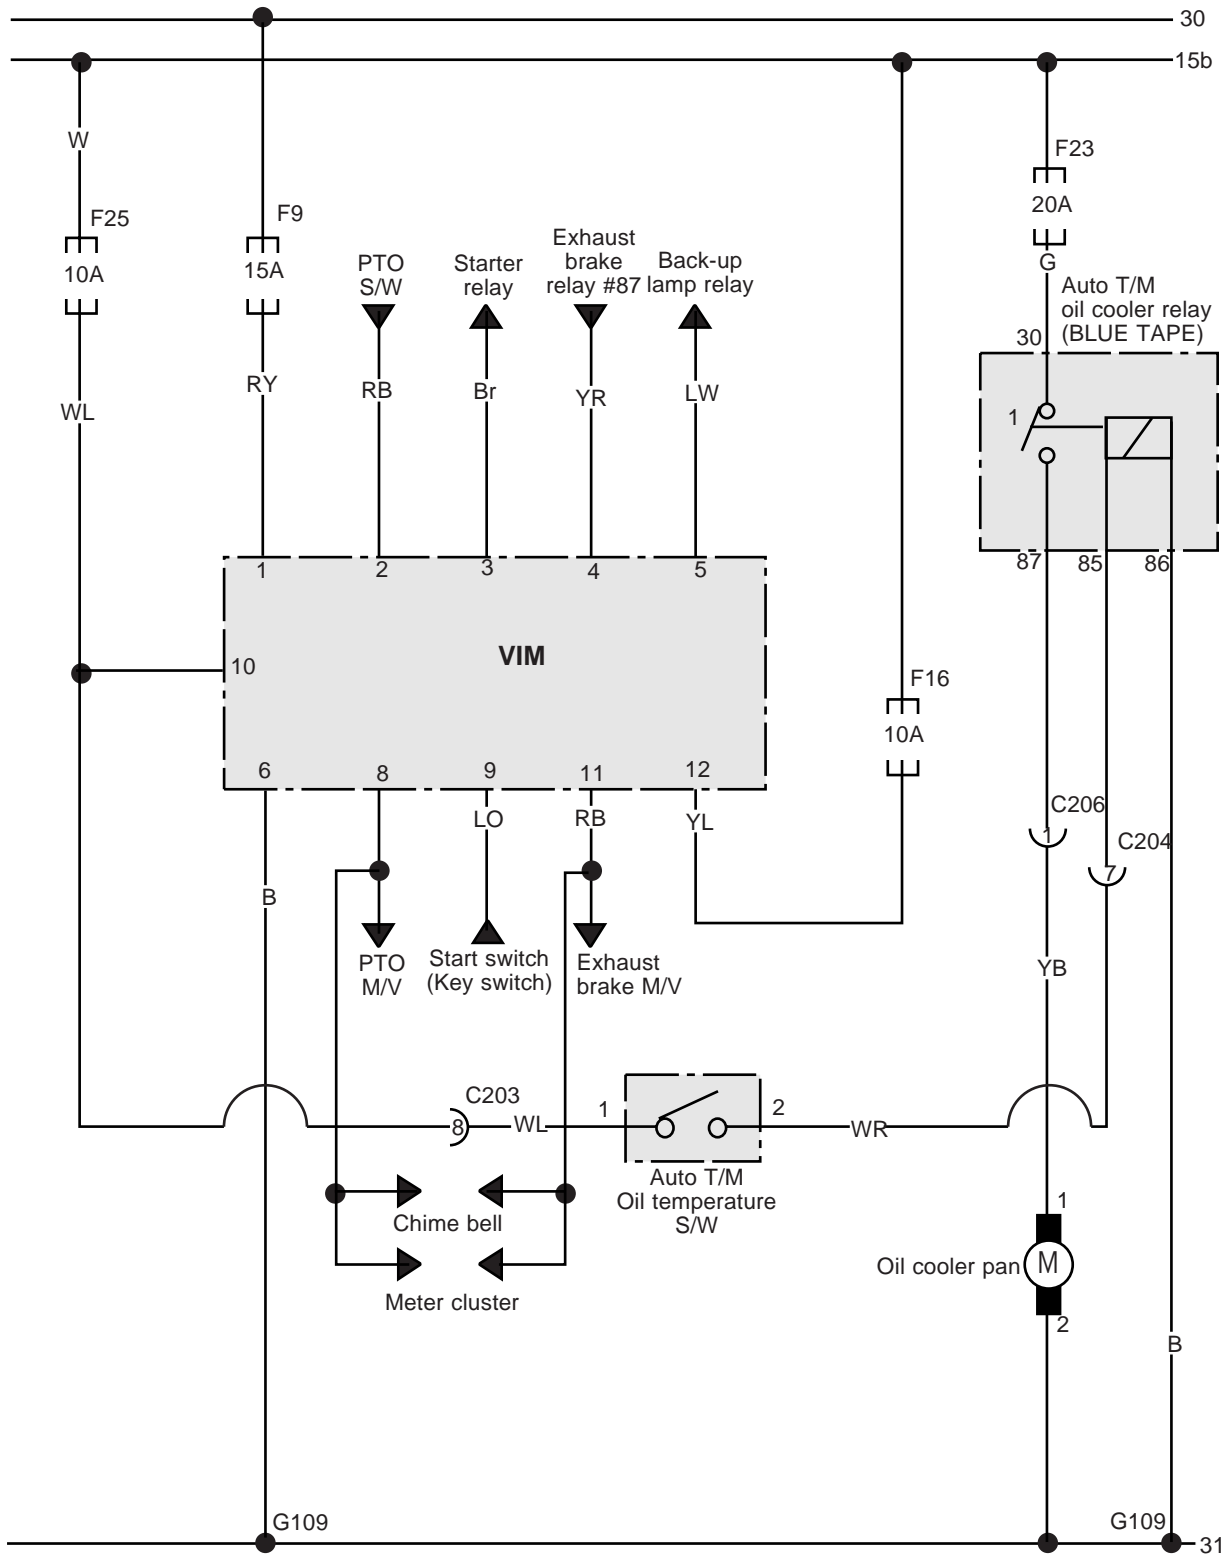 30
15b
W
F23
F25
F9
20A
10A
15A
G
PTO
S/W
Starter
relay
Exhaust
brake
relay #87
Back-up
lamp relay
Auto T/M
oil cooler relay
(BLUE TAPE)
30
WL
RY
RB
Br
YR
LW
1
87
85
86
1
2
3
4
5
10
VIM
F16
10A
6
8
9
11
12
LO
RB
YL
C206
1
C204
7
B
PTO
M/V
Start switch
(Key switch)
Exhaust
brake M/V
YB
C203
8
WL
1
2
WR
Auto T/M
Oil temperature
S/W
Chime bell
Meter cluster
1
Oil cooler pan
M
2
B
G109
G109
31